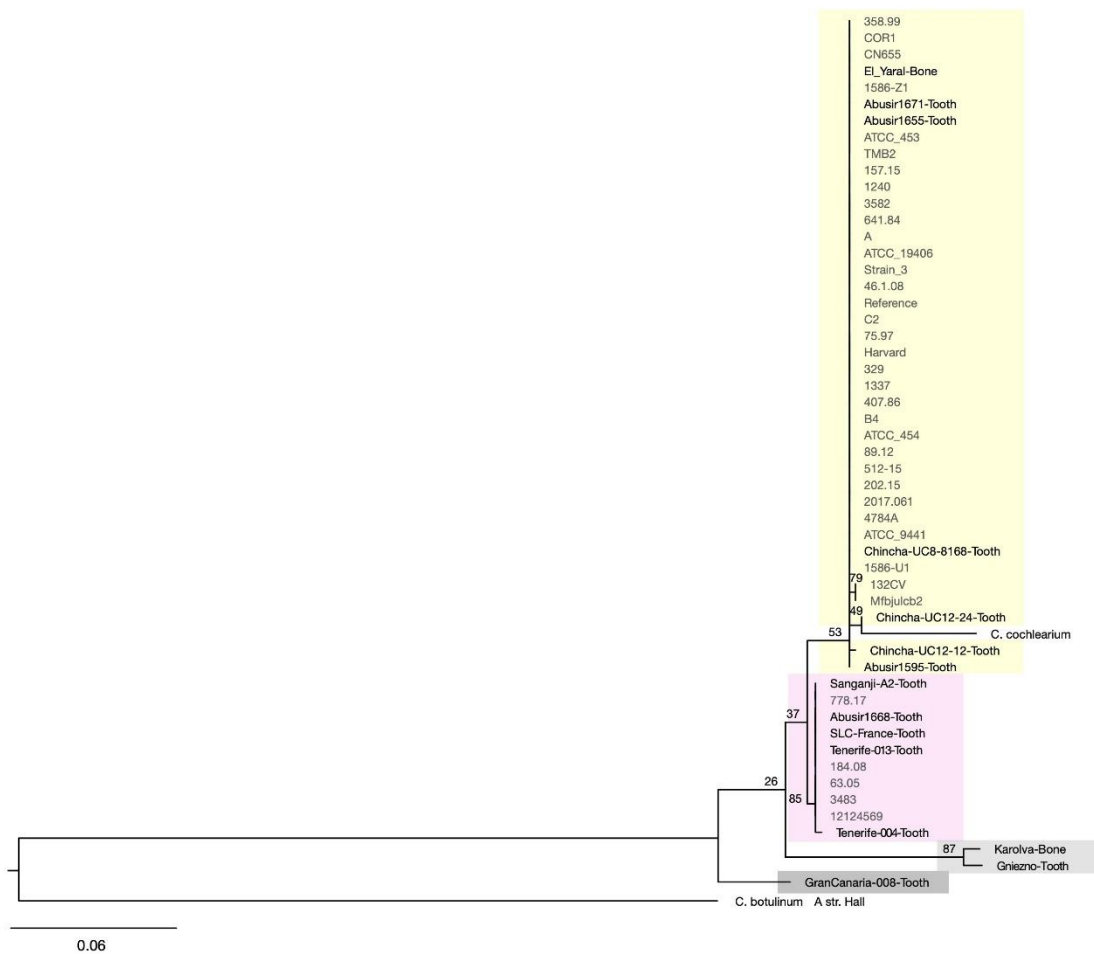 358.99
COR1
CN655
El_Yaral-Bone
1586-Z1
Abusir1671-Tooth
Abusir1655-Tooth
ATCC_453
TMB2
157.15
1240
3582
641.84
A
ATCC_19406
Strain_3
46.1.08
Reference
C2
75.97
Harvard
329
1337
407.86
B4
ATCC_454
89.12
512-15
202.15
2017.061
4784A
ATCC_9441
Chincha-UC8-8168-Tooth
1586-U1
79 132CV
Mfbjulcb2
49 Chincha-UC12-24-Tooth
53 C. cochlearium
Chincha-UC12-12-Tooth
Abusir1595-Tooth
Sanganji-A2-Tooth
778.17
37 Abusir1668-Tooth
SLC-France-Tooth
Tenerife-013-Tooth
184.08
26 63.05
85 3483
12124569
Tenerife-004-Tooth
87 Karolva-Bone
Gniezno-Tooth
GranCanaria-008-Tooth
C. botulinum A str. Hall
0.06